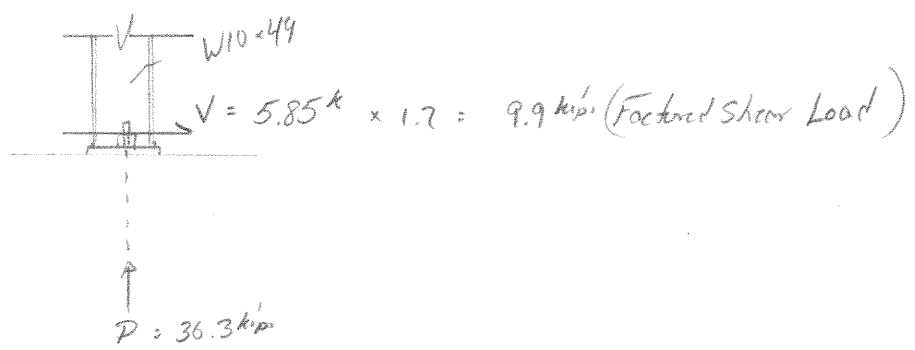 W10×49
V = 5.85k × 1.7 = 9.9 kips (Factored Shear Load)
P = 36.3 kips